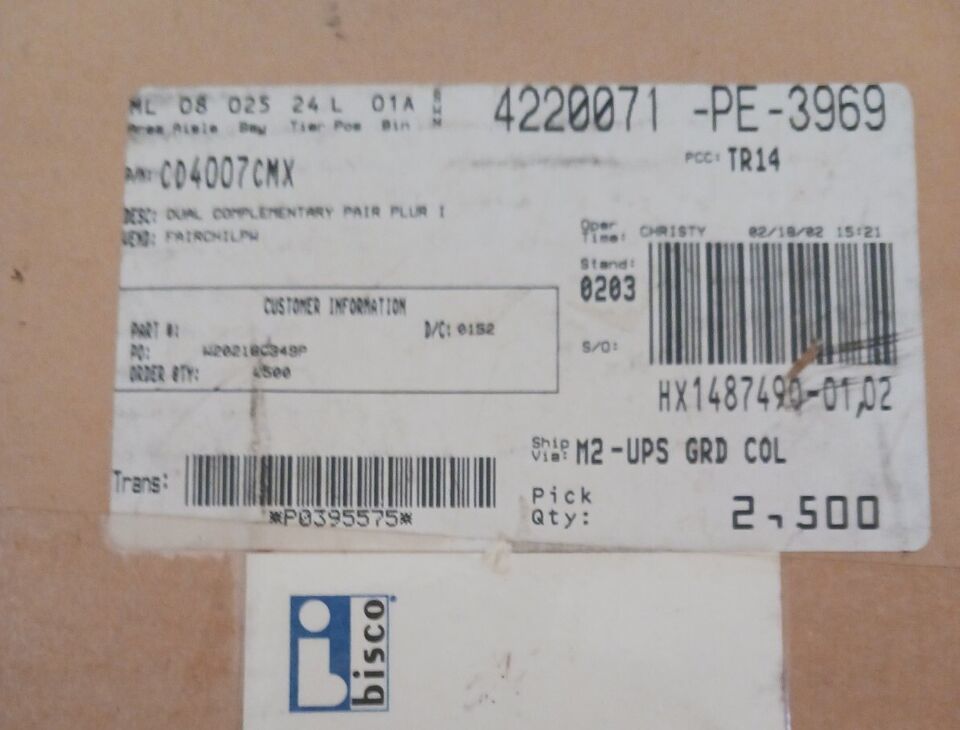 ML 08 025 24 L 01A
Area Aisle Bay Tier Pos Bin
4220071 -PE-3969
PCC: TR14
P/N: CD4007CMX
DESC: DUAL COMPLEMENTARY PAIR PLUR I
VEND: FAIRCHILPW
Oper
Time: CHRISTY 02/18/02 15:21
Stand:
0203
CUSTOMER INFORMATION
PART #: D/C: 0152
PO: W20218C349P
ORDER QTY: 4500
S/O:
HX1487490-01,02
Ship
Via: M2-UPS GRD COL
Trans:
*P0395575*
Pick
Qty: 2,500
bisco